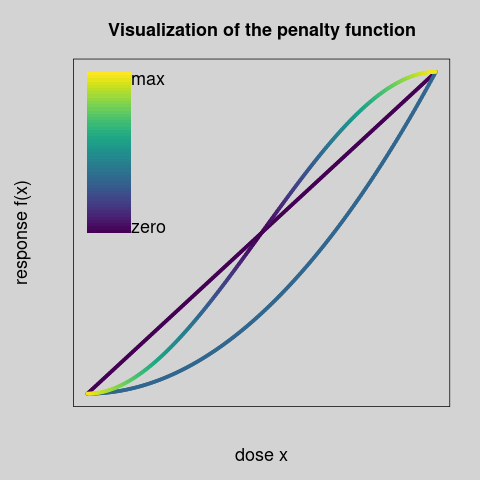 Visualization of the penalty function
max
zero
response f(x)
dose x